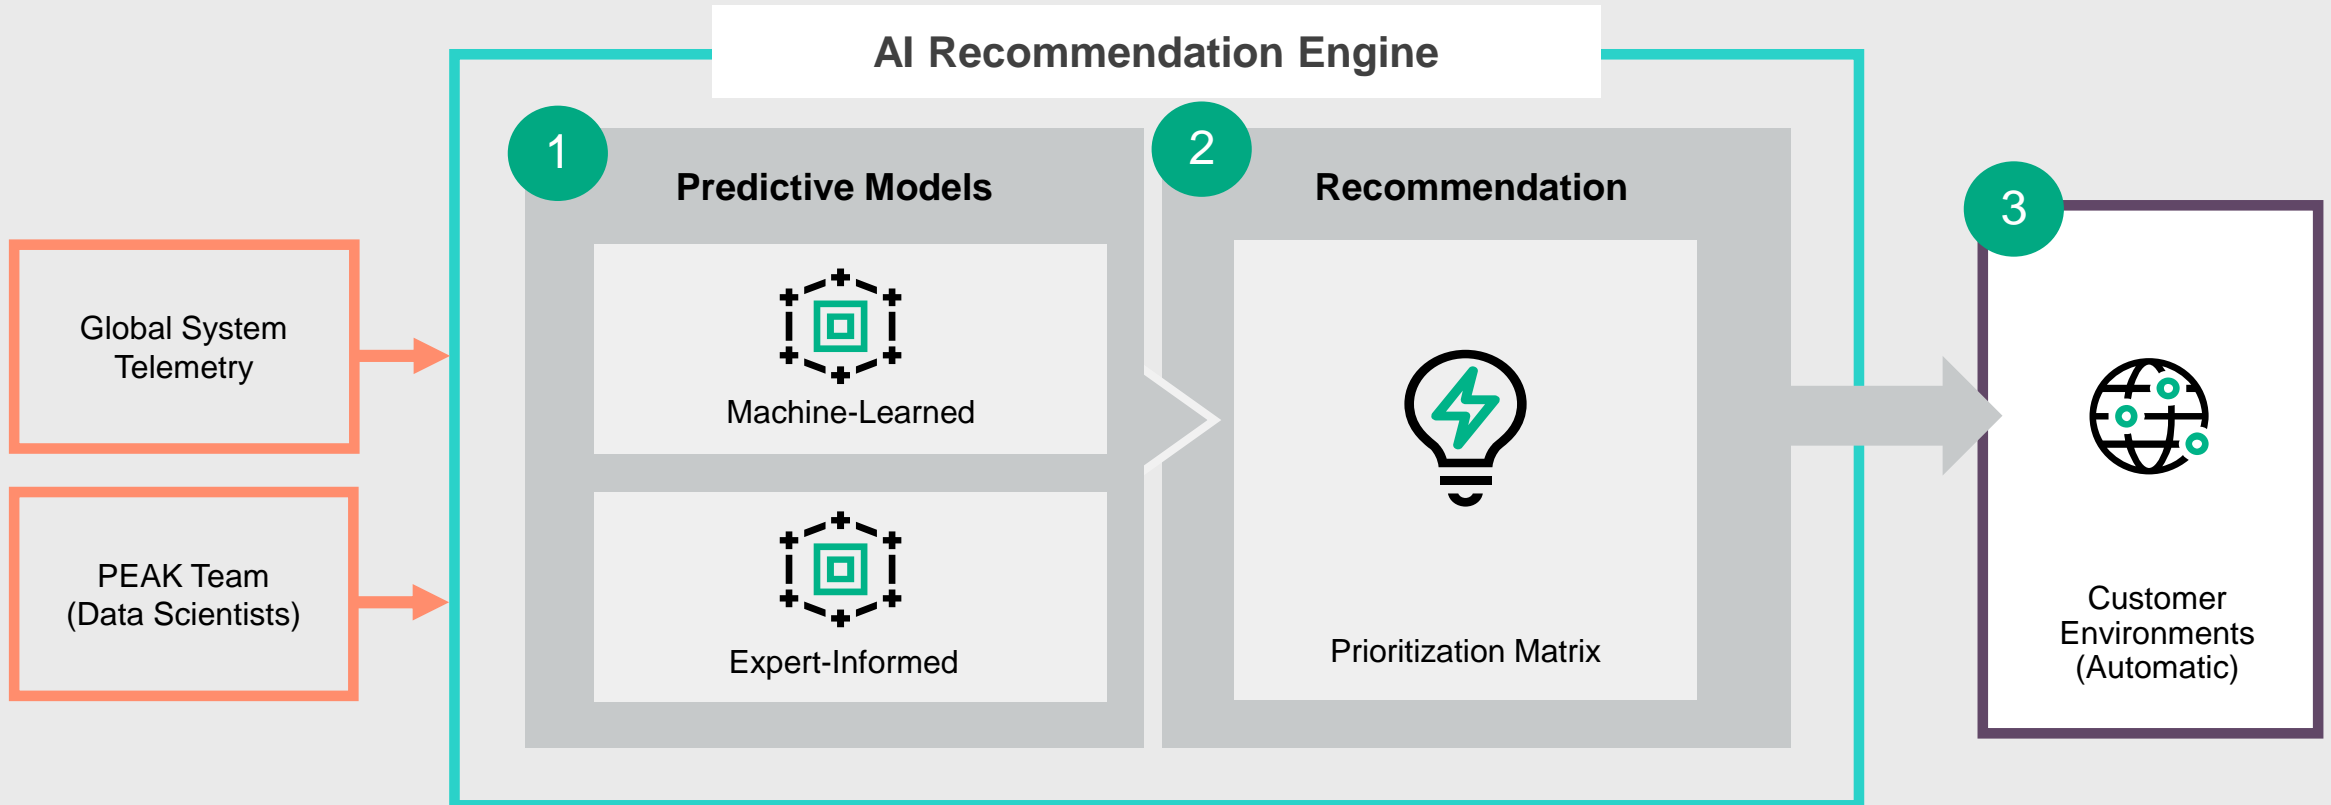 AI Recommendation Engine
1
Predictive Models
Machine-Learned
Expert-Informed
2
Recommendation
Prioritization Matrix
3
Customer
Environments
(Automatic)
Global System
Telemetry
PEAK Team
(Data Scientists)